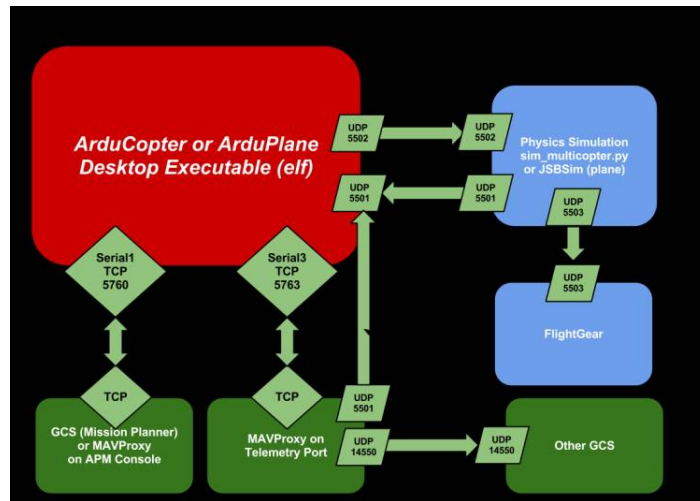 ArduCopter or ArduPlane
Desktop Executable (elf)
UDP
5502
UDP
5502
Physics Simulation
sim_multicopter.py
or JSBSim (plane)
UDP
5501
UDP
5501
UDP
5503
Serial1
TCP
5760
Serial3
TCP
5763
UDP
5503
FlightGear
TCP
TCP
UDP
5501
GCS (Mission Planner)
or MAVProxy
on APM Console
MAVProxy on
Telemetry Port
UDP
14550
UDP
14550
Other GCS